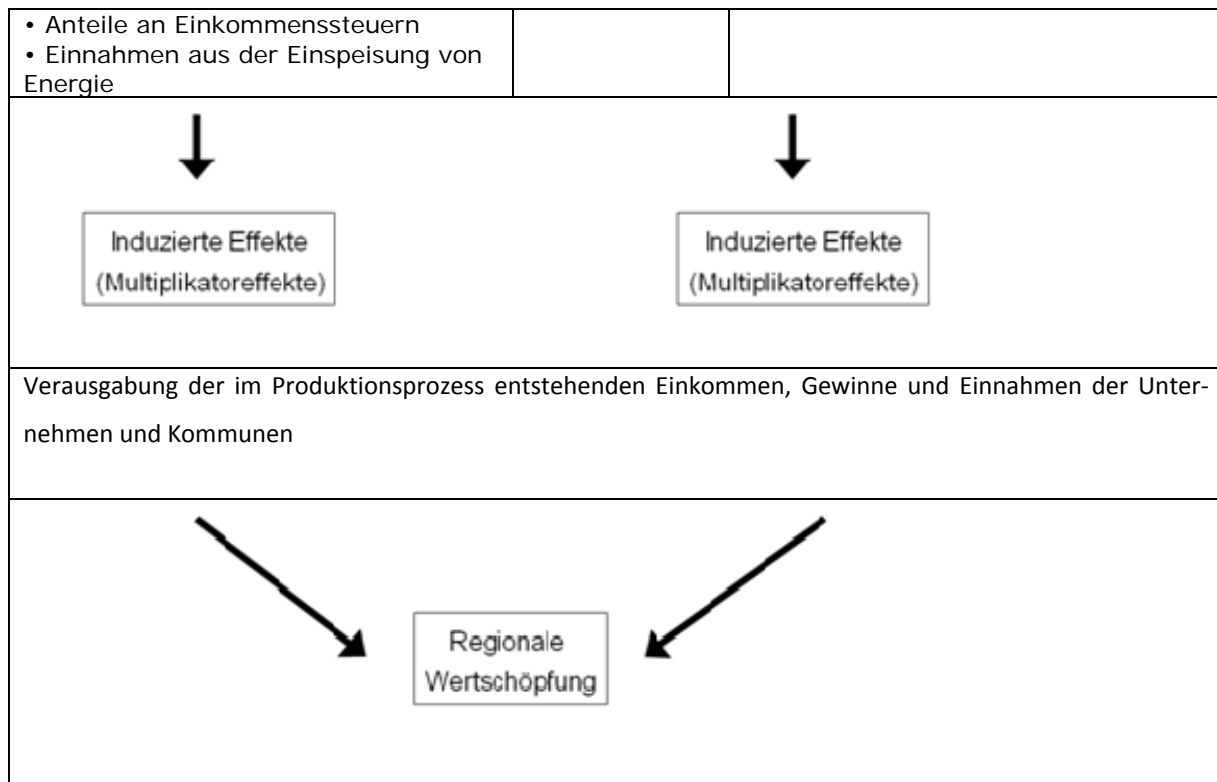 • Anteile an Einkommenssteuern
• Einnahmen aus der Einspeisung von
Energie
Induzierte Effekte
(Multiplikatoreffekte)
Induzierte Effekte
(Multiplikatoreffekte)
Verausgabung der im Produktionsprozess entstehenden Einkommen, Gewinne und Einnahmen der Unter-
nehmen und Kommunen
Regionale
Wertschöpfung